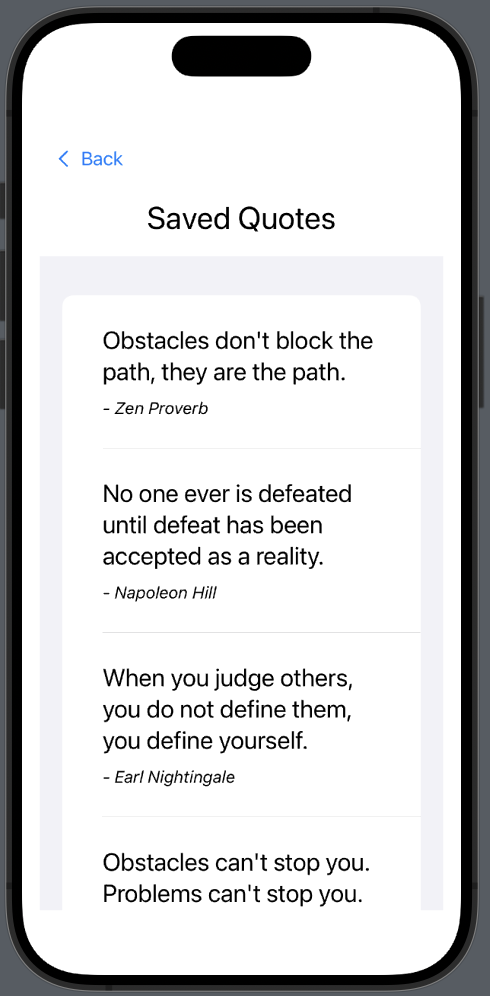 Back
Saved Quotes
Obstacles don't block the
path, they are the path.
- Zen Proverb
No one ever is defeated
until defeat has been
accepted as a reality.
- Napoleon Hill
When you judge others,
you do not define them,
you define yourself.
- Earl Nightingale
Obstacles can't stop you.
Problems can't stop you.